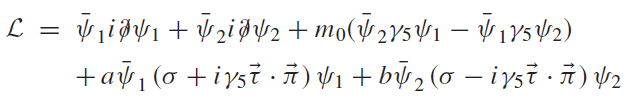 ℒ = ψ̄₁i∂̸ψ₁ + ψ̄₂i∂̸ψ₂ + m₀(ψ̄₂γ₅ψ₁ − ψ̄₁γ₅ψ₂)
+aψ̄₁ (σ + iγ₅τ⃗ · π⃗) ψ₁ + bψ̄₂ (σ − iγ₅τ⃗ · π⃗) ψ₂